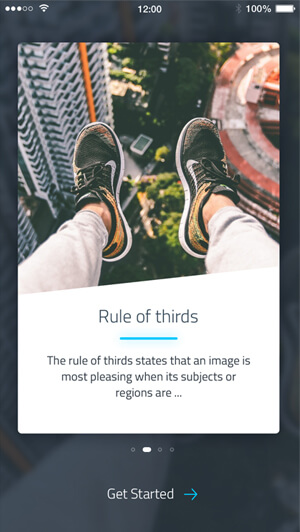 12:00
100%
Rule of thirds
The rule of thirds states that an image is
most pleasing when its subjects or
regions are ...
Get Started